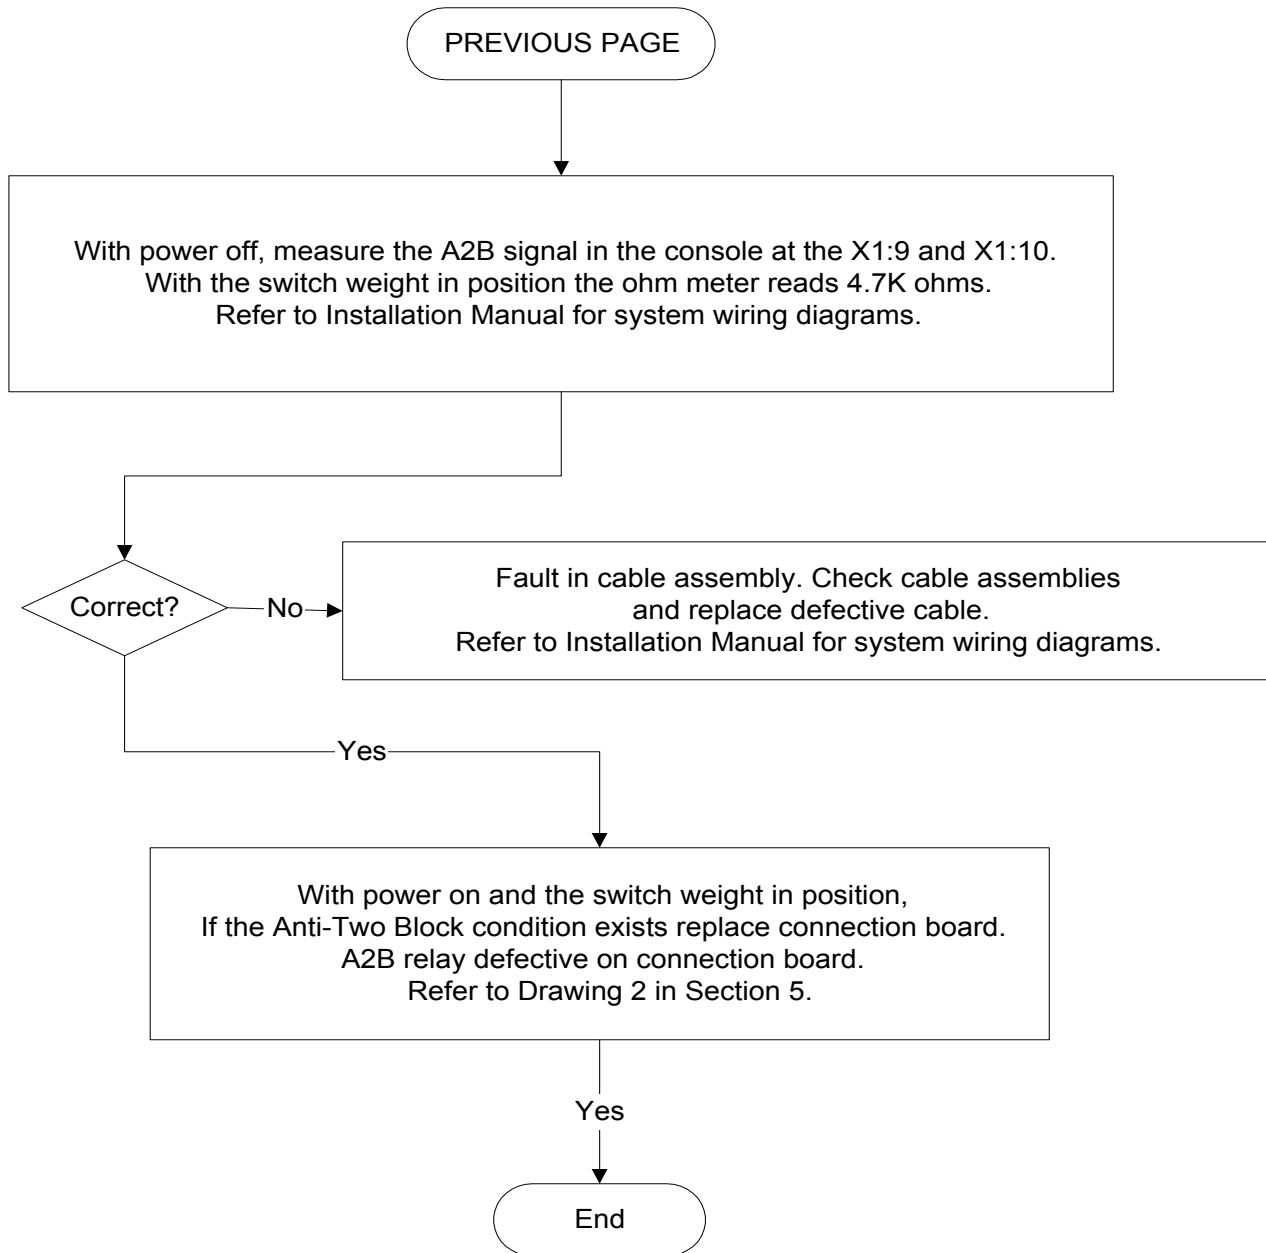 PREVIOUS PAGE
With power off, measure the A2B signal in the console at the X1:9 and X1:10.
With the switch weight in position the ohm meter reads 4.7K ohms.
Refer to Installation Manual for system wiring diagrams.
Correct?
No
Fault in cable assembly. Check cable assemblies
and replace defective cable.
Refer to Installation Manual for system wiring diagrams.
Yes
With power on and the switch weight in position,
If the Anti-Two Block condition exists replace connection board.
A2B relay defective on connection board.
Refer to Drawing 2 in Section 5.
Yes
End